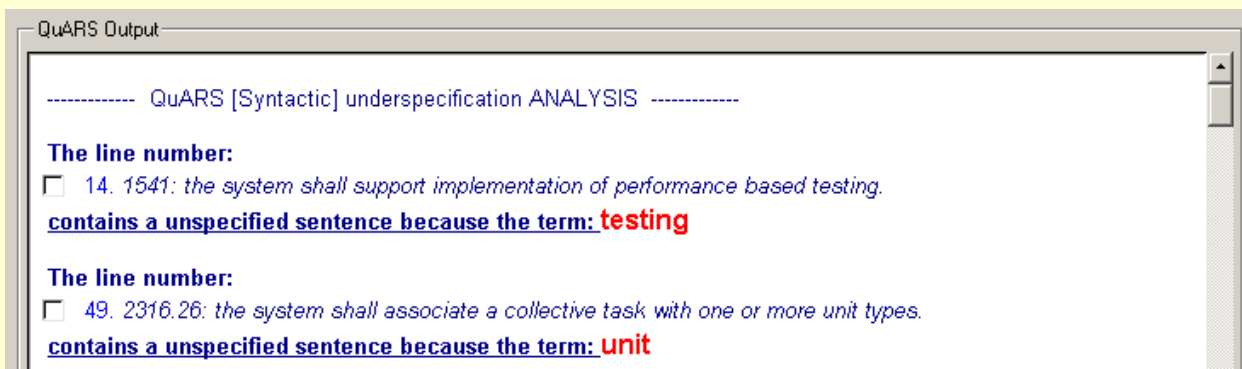 QuARS Output
------------- QuARS [Syntactic] underspecification ANALYSIS -------------
The line number:
14. 1541: the system shall support implementation of performance based testing.
contains a unspecified sentence because the term: testing
The line number:
49. 2316.26: the system shall associate a collective task with one or more unit types.
contains a unspecified sentence because the term: unit